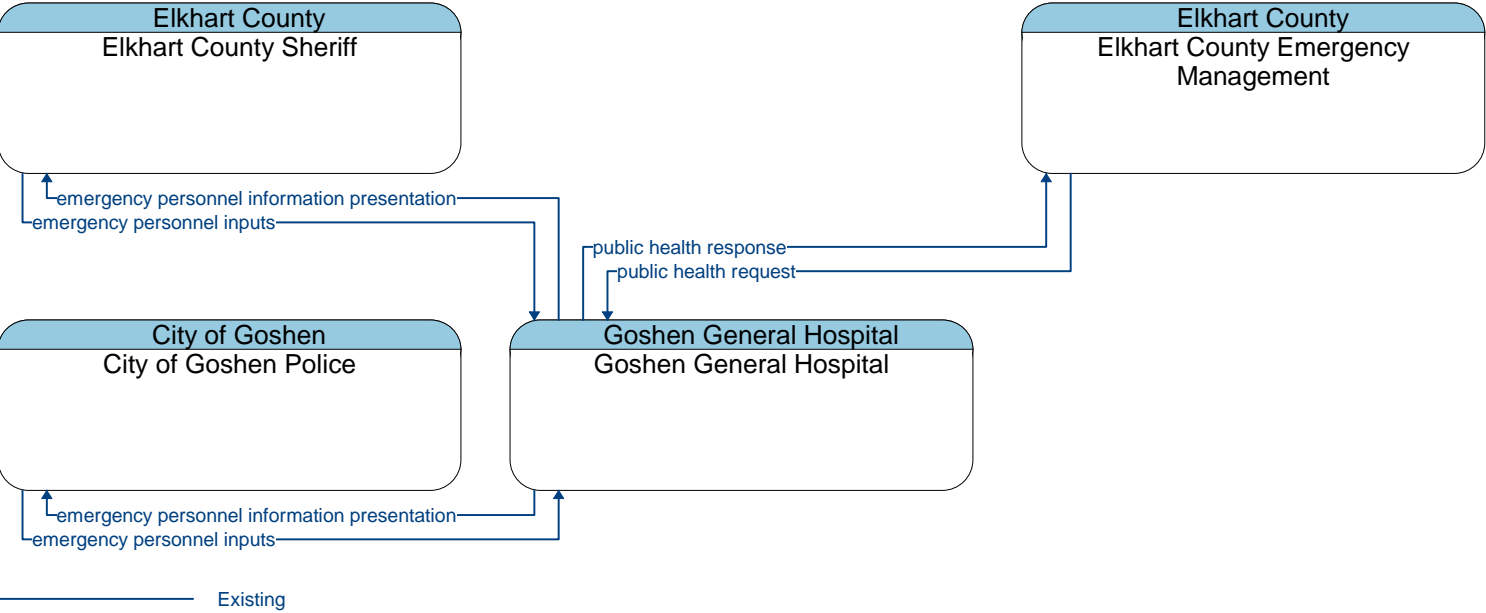 Elkhart County
Elkhart County Sheriff
Elkhart County
Elkhart County Emergency
Management
emergency personnel information presentation
emergency personnel inputs
public health response
public health request
City of Goshen
City of Goshen Police
Goshen General Hospital
Goshen General Hospital
emergency personnel information presentation
emergency personnel inputs
Existing